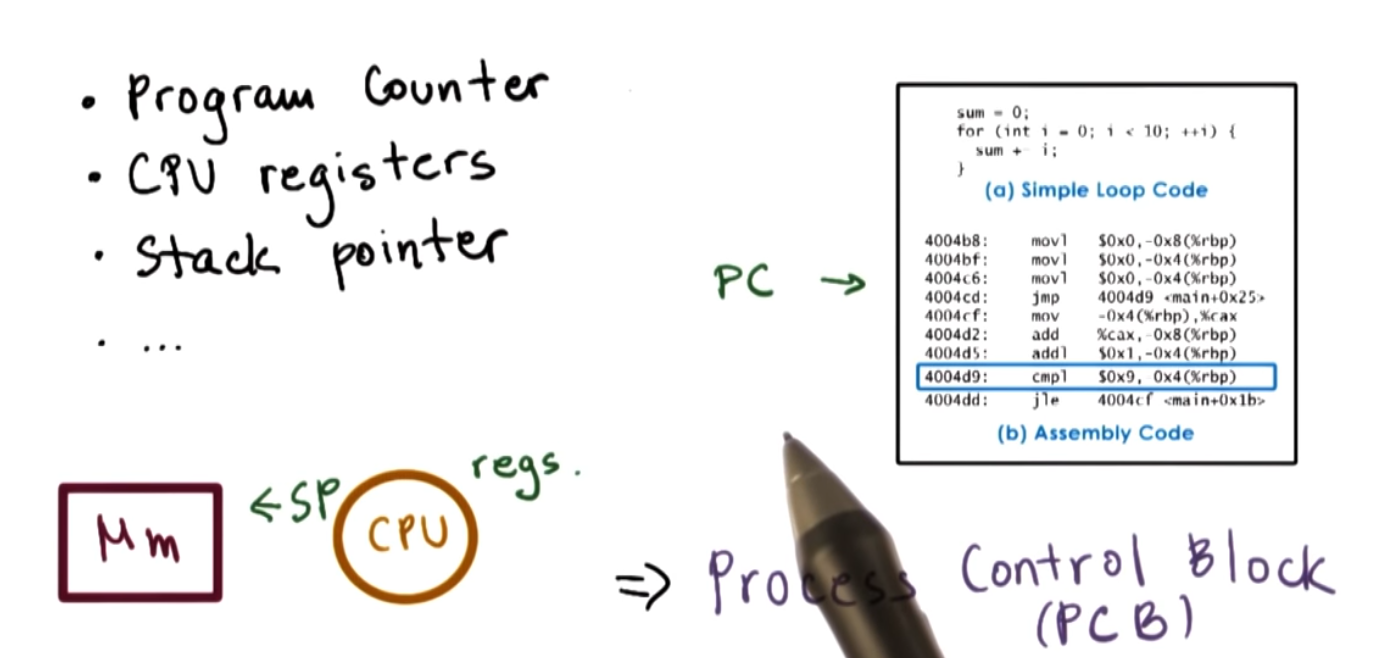 • Program Counter
• CPU registers
• Stack pointer
• ...
sum = 0;
for (int i = 0; i < 10; ++i) {
sum + i;
}
(a) Simple Loop Code
4004b8: movl $0x0,-0x8(%rbp)
4004bf: movl $0x0,-0x4(%rbp)
4004c6: movl $0x0,-0x4(%rbp)
4004cd: jmp 4004d9 <main+0x25>
4004cf: mov -0x4(%rbp),%eax
4004d2: add %eax,-0x8(%rbp)
4004d5: addl $0x1,-0x4(%rbp)
4004d9: cmpl $0x9, 0x4(%rbp)
4004dd: jle 4004cf <main+0x1b>
(b) Assembly Code
PC →
Mm
← SP
CPU
regs.
⇒ Process Control Block
(PCB)